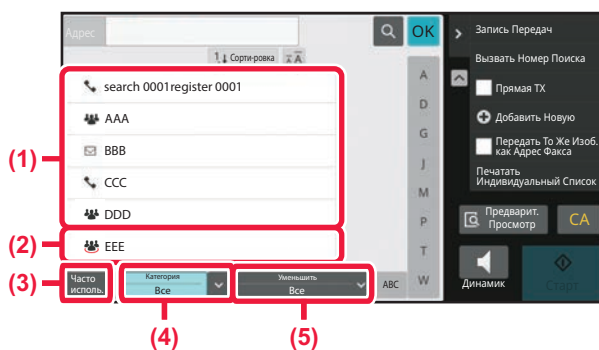 Адрес
OK
1 Сорти-ровка
search 0001register 0001
AAA
BBB
CCC
DDD
EEE
(1)
(2)
(3)
Часто
исполь.
Категория
Все
Уменьшить
Все
ABC
(4)
(5)
A
D
G
J
M
P
T
W
Запись Передач
Вызвать Номер Поиска
Прямая TX
Добавить Новую
Передать То Же Изоб.
как Адрес Факса
Печатать
Индивидуальный Список
Предварит.
Просмотр
CA
Динамик
Старт